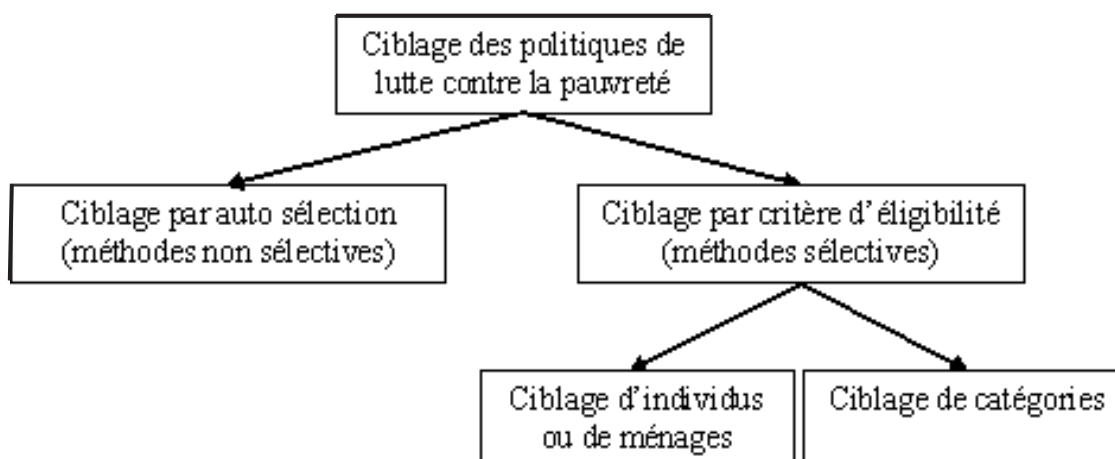 Ciblage des politiques de
lutte contre la pauvreté
Ciblage par auto sélection
(méthodes non sélectives)
Ciblage par critère d'éligibilité
(méthodes sélectives)
Ciblage d'individus
ou de ménages
Ciblage de catégories